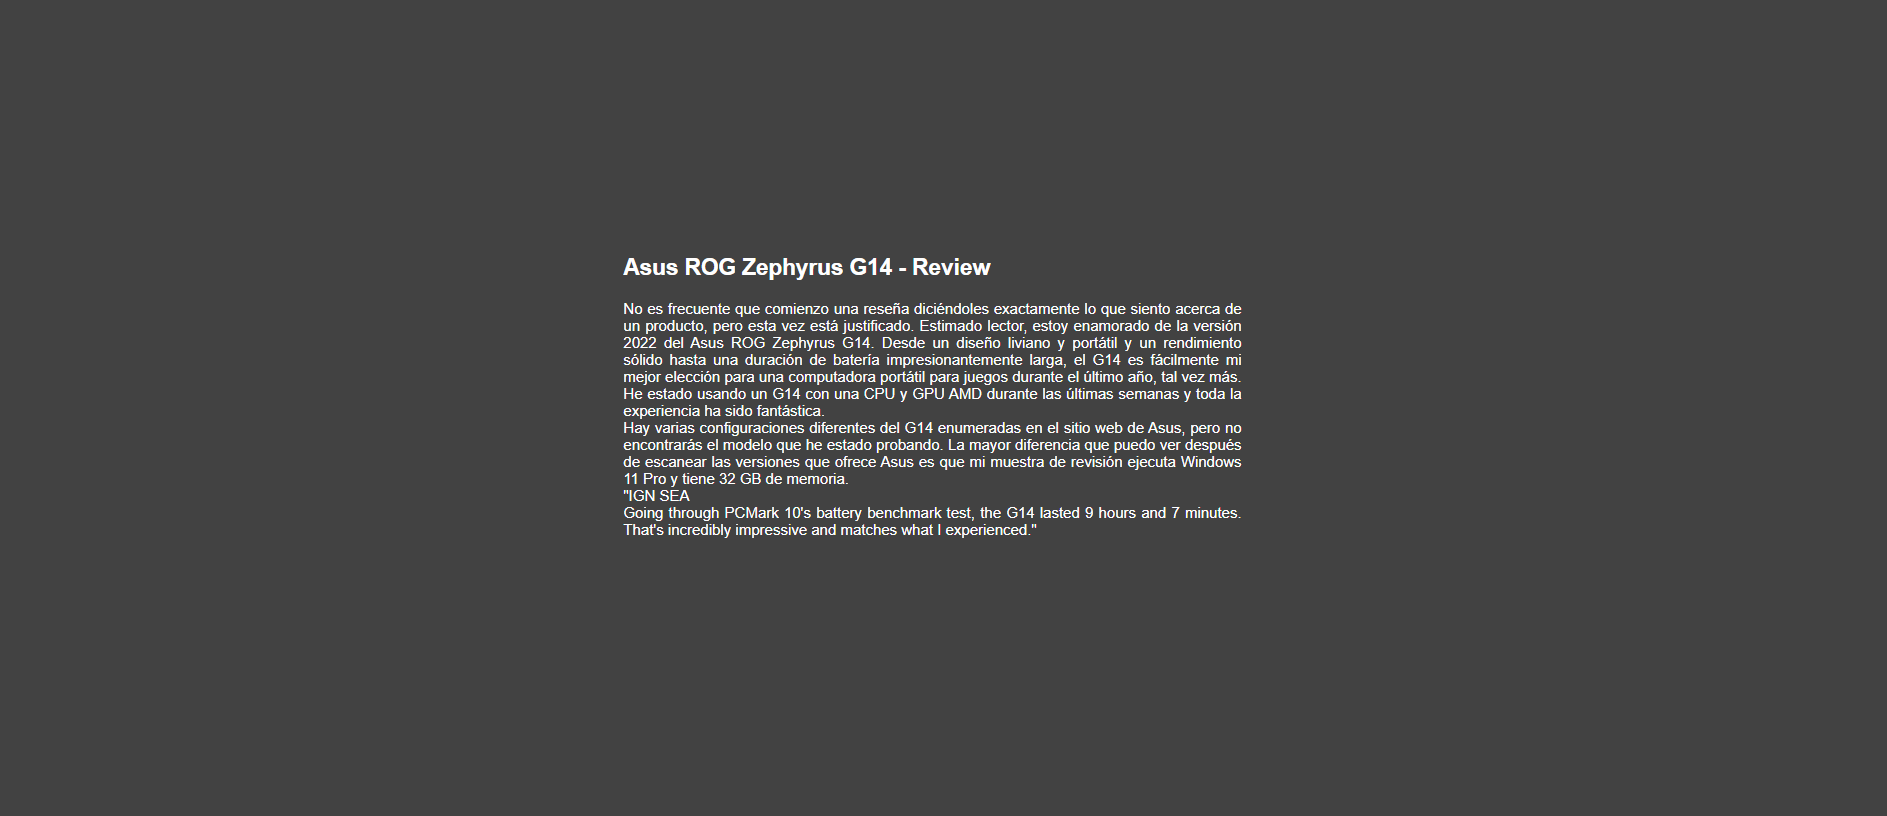 Asus ROG Zephyrus G14 - Review
No es frecuente que comienzo una reseña diciéndoles exactamente lo que siento acerca de
un producto, pero esta vez está justificado. Estimado lector, estoy enamorado de la versión
2022 del Asus ROG Zephyrus G14. Desde un diseño liviano y portátil y un rendimiento
sólido hasta una duración de batería impresionantemente larga, el G14 es fácilmente mi
mejor elección para una computadora portátil para juegos durante el último año, tal vez más.
He estado usando un G14 con una CPU y GPU AMD durante las últimas semanas y toda la
experiencia ha sido fantástica.
Hay varias configuraciones diferentes del G14 enumeradas en el sitio web de Asus, pero no
encontrarás el modelo que he estado probando. La mayor diferencia que puedo ver después
de escanear las versiones que ofrece Asus es que mi muestra de revisión ejecuta Windows
11 Pro y tiene 32 GB de memoria.
"IGN SEA
Going through PCMark 10's battery benchmark test, the G14 lasted 9 hours and 7 minutes.
That's incredibly impressive and matches what I experienced."